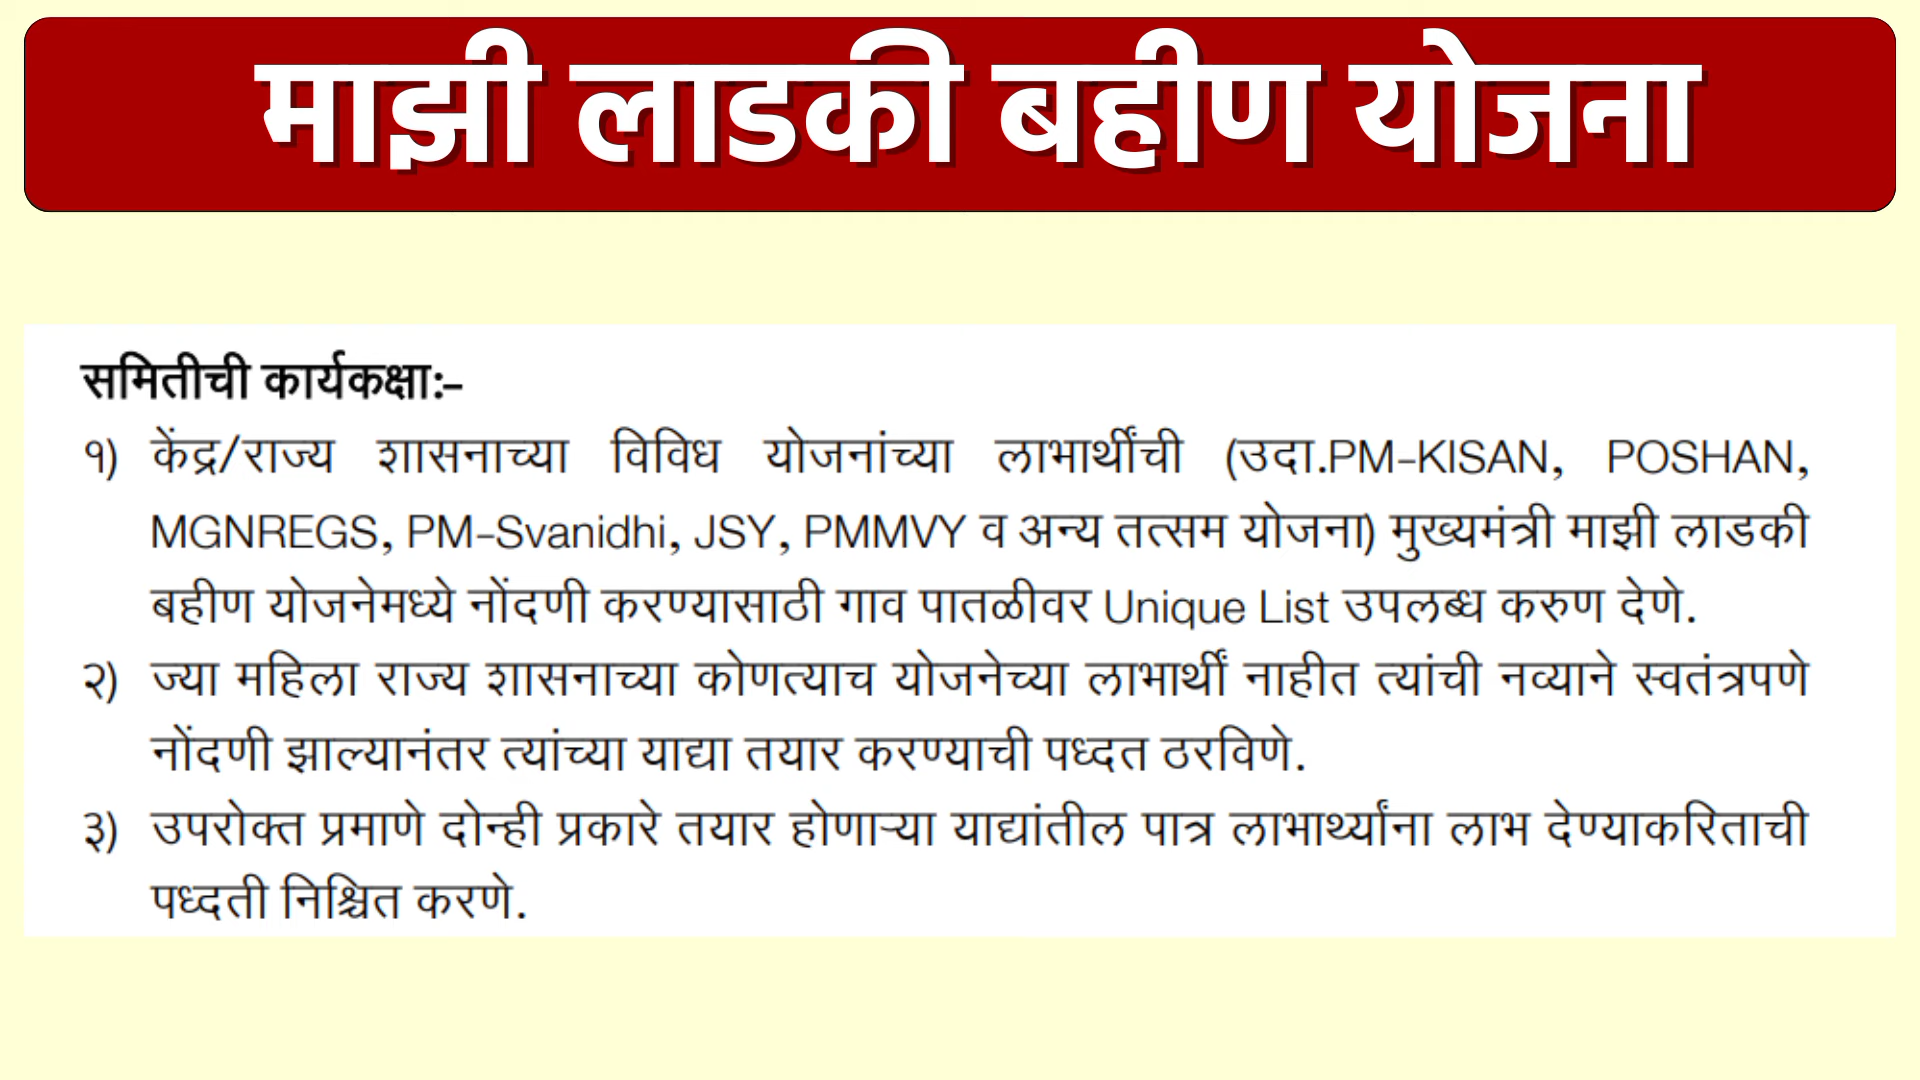 माझी लाडकी बहीण योजना
समितीची कार्यकक्षा:-
१) केंद्र/राज्य शासनाच्या विविध योजनांच्या लाभार्थींची (उदा.PM-KISAN, POSHAN,
MGNREGS, PM-Svanidhi, JSY, PMMVY व अन्य तत्सम योजना) मुख्यमंत्री माझी लाडकी
बहीण योजनेमध्ये नोंदणी करण्यासाठी गाव पातळीवर Unique List उपलब्ध करुण देणे.
२) ज्या महिला राज्य शासनाच्या कोणत्याच योजनेच्या लाभार्थी नाहीत त्यांची नव्याने स्वतंत्रपणे
नोंदणी झाल्यानंतर त्यांच्या याद्या तयार करण्याची पध्दत ठरविणे.
३) उपरोक्त प्रमाणे दोन्ही प्रकारे तयार होणाऱ्या याद्यांतील पात्र लाभार्थ्यांना लाभ देण्याकरिताची
पध्दती निश्चित करणे.